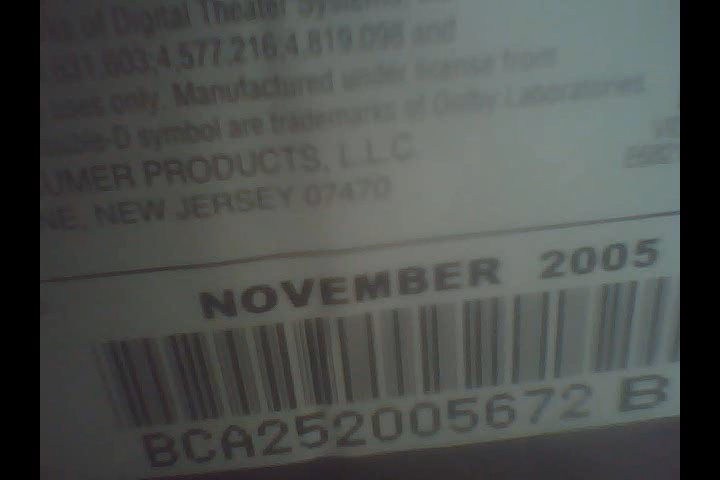 of Digital Theater Systems,
603;4,577,216,4,819,098 and
uses only. Manufactured under license from
symbol are trademarks of Dolby Laboratories
UMER PRODUCTS, L.L.C.
NE, NEW JERSEY 07470
NOVEMBER 2005
BCA252005672 B